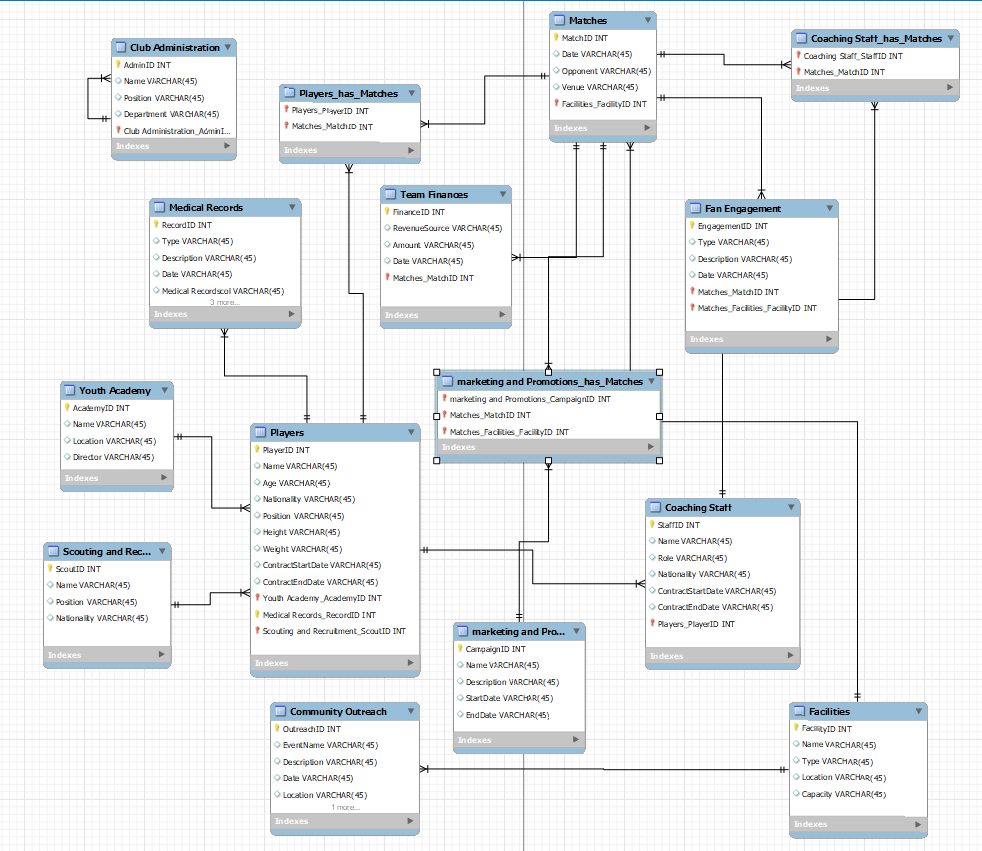 Club Administration
AdminID INT
Name VARCHAR(45)
Position VARCHAR(45)
Department VARCHAR(45)
Club Administration_AdminI...
Indexes
Players_has_Matches
Players_PlayerID INT
Matches_MatchID INT
Indexes
Matches
MatchID INT
Date VARCHAR(45)
Opponent VARCHAR(45)
Venue VARCHAR(45)
Facilities_FacilityID INT
Indexes
Coaching Staff_has_Matches
Coaching Staff_StaffID INT
Matches_MatchID INT
Indexes
Medical Records
RecordID INT
Type VARCHAR(45)
Description VARCHAR(45)
Date VARCHAR(45)
Medical Recordscol VARCHAR(45)
3 more...
Indexes
Team Finances
FinanceID INT
RevenueSource VARCHAR(45)
Amount VARCHAR(45)
Date VARCHAR(45)
Matches_MatchID INT
Indexes
Fan Engagement
EngagementID INT
Type VARCHAR(45)
Description VARCHAR(45)
Date VARCHAR(45)
Matches_MatchID INT
Matches_Facilities_FacilityID INT
Indexes
Youth Academy
AcademyID INT
Name VARCHAR(45)
Location VARCHAR(45)
Director VARCHAR(45)
Indexes
marketing and Promotions_has_Matches
marketing and Promotions_CampaignID INT
Matches_MatchID INT
Matches_Facilities_FacilityID INT
Indexes
Players
PlayerID INT
Name VARCHAR(45)
Age VARCHAR(45)
Nationality VARCHAR(45)
Position VARCHAR(45)
Height VARCHAR(45)
Weight VARCHAR(45)
ContractStartDate VARCHAR(45)
ContractEndDate VARCHAR(45)
Youth Academy_AcademyID INT
Medical Records_RecordID INT
Scouting and Recruitment_ScoutID INT
Indexes
Scouting and Rec...
ScoutID INT
Name VARCHAR(45)
Position VARCHAR(45)
Nationality VARCHAR(45)
Indexes
Coaching Staff
StaffID INT
Name VARCHAR(45)
Role VARCHAR(45)
Nationality VARCHAR(45)
ContractStartDate VARCHAR(45)
ContractEndDate VARCHAR(45)
Players_PlayerID INT
Indexes
marketing and Pro...
CampaignID INT
Name VARCHAR(45)
Description VARCHAR(45)
StartDate VARCHAR(45)
EndDate VARCHAR(45)
Indexes
Community Outreach
OutreachID INT
EventName VARCHAR(45)
Description VARCHAR(45)
Date VARCHAR(45)
Location VARCHAR(45)
1 more...
Indexes
Facilities
FacilityID INT
Name VARCHAR(45)
Type VARCHAR(45)
Location VARCHAR(45)
Capacity VARCHAR(45)
Indexes